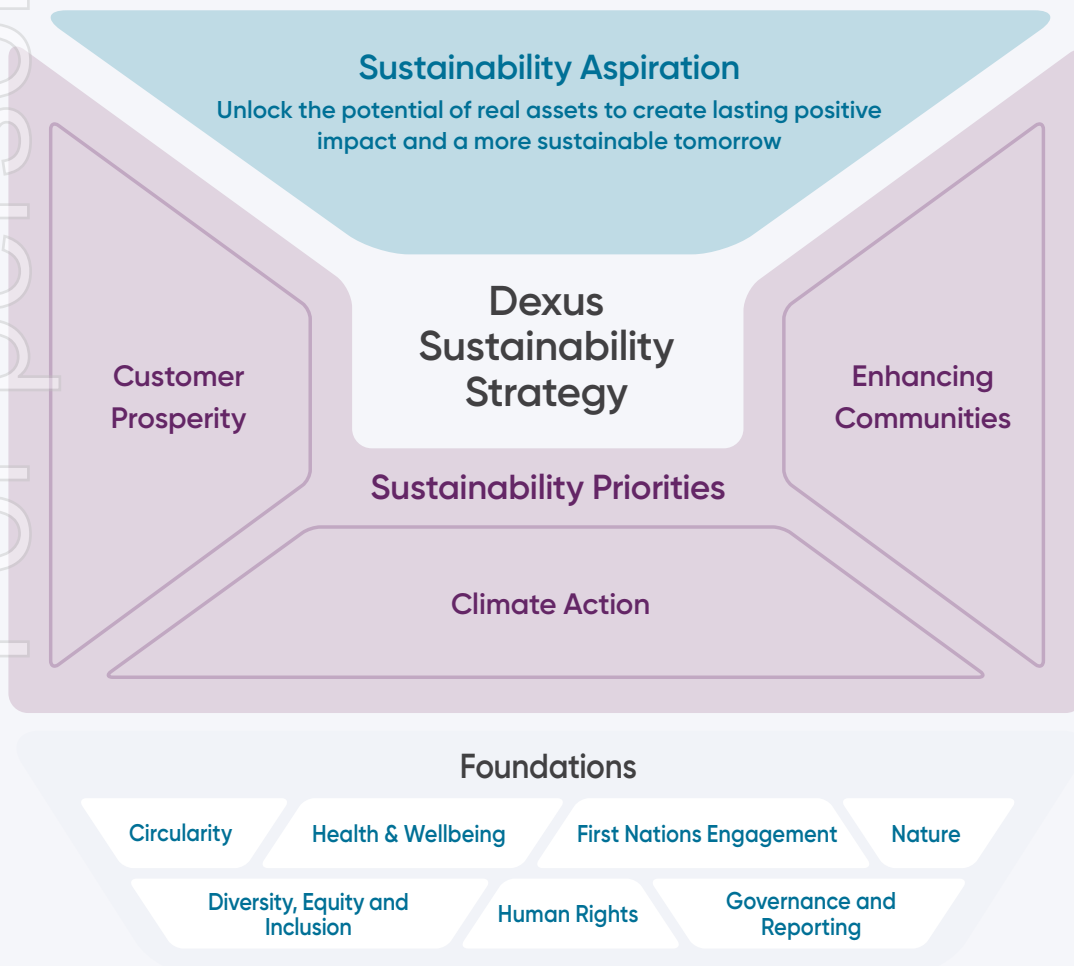 Sustainability Aspiration
Unlock the potential of real assets to create lasting positive
impact and a more sustainable tomorrow
Dexus
Sustainability
Strategy
Customer
Prosperity
Enhancing
Communities
Sustainability Priorities
Climate Action
Foundations
Circularity
Health & Wellbeing
First Nations Engagement
Nature
Diversity, Equity and
Inclusion
Human Rights
Governance and
Reporting